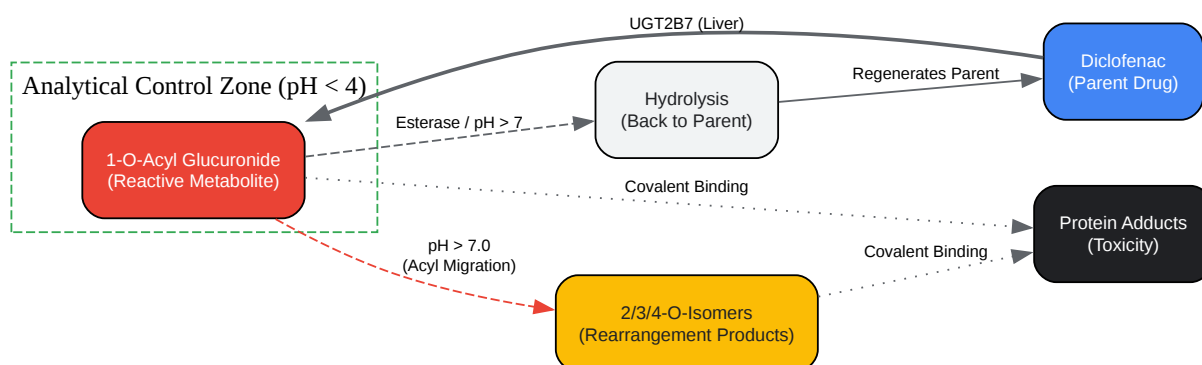 UGT2B7 (Liver)
Diclofenac
(Parent Drug)
Analytical Control Zone (pH < 4)
Regenerates Parent
Hydrolysis
(Back to Parent)
Esterase / pH > 7
1-O-Acyl Glucuronide
(Reactive Metabolite)
Covalent Binding
Protein Adducts
(Toxicity)
pH > 7.0
(Acyl Migration)
Covalent Binding
2/3/4-O-Isomers
(Rearrangement Products)